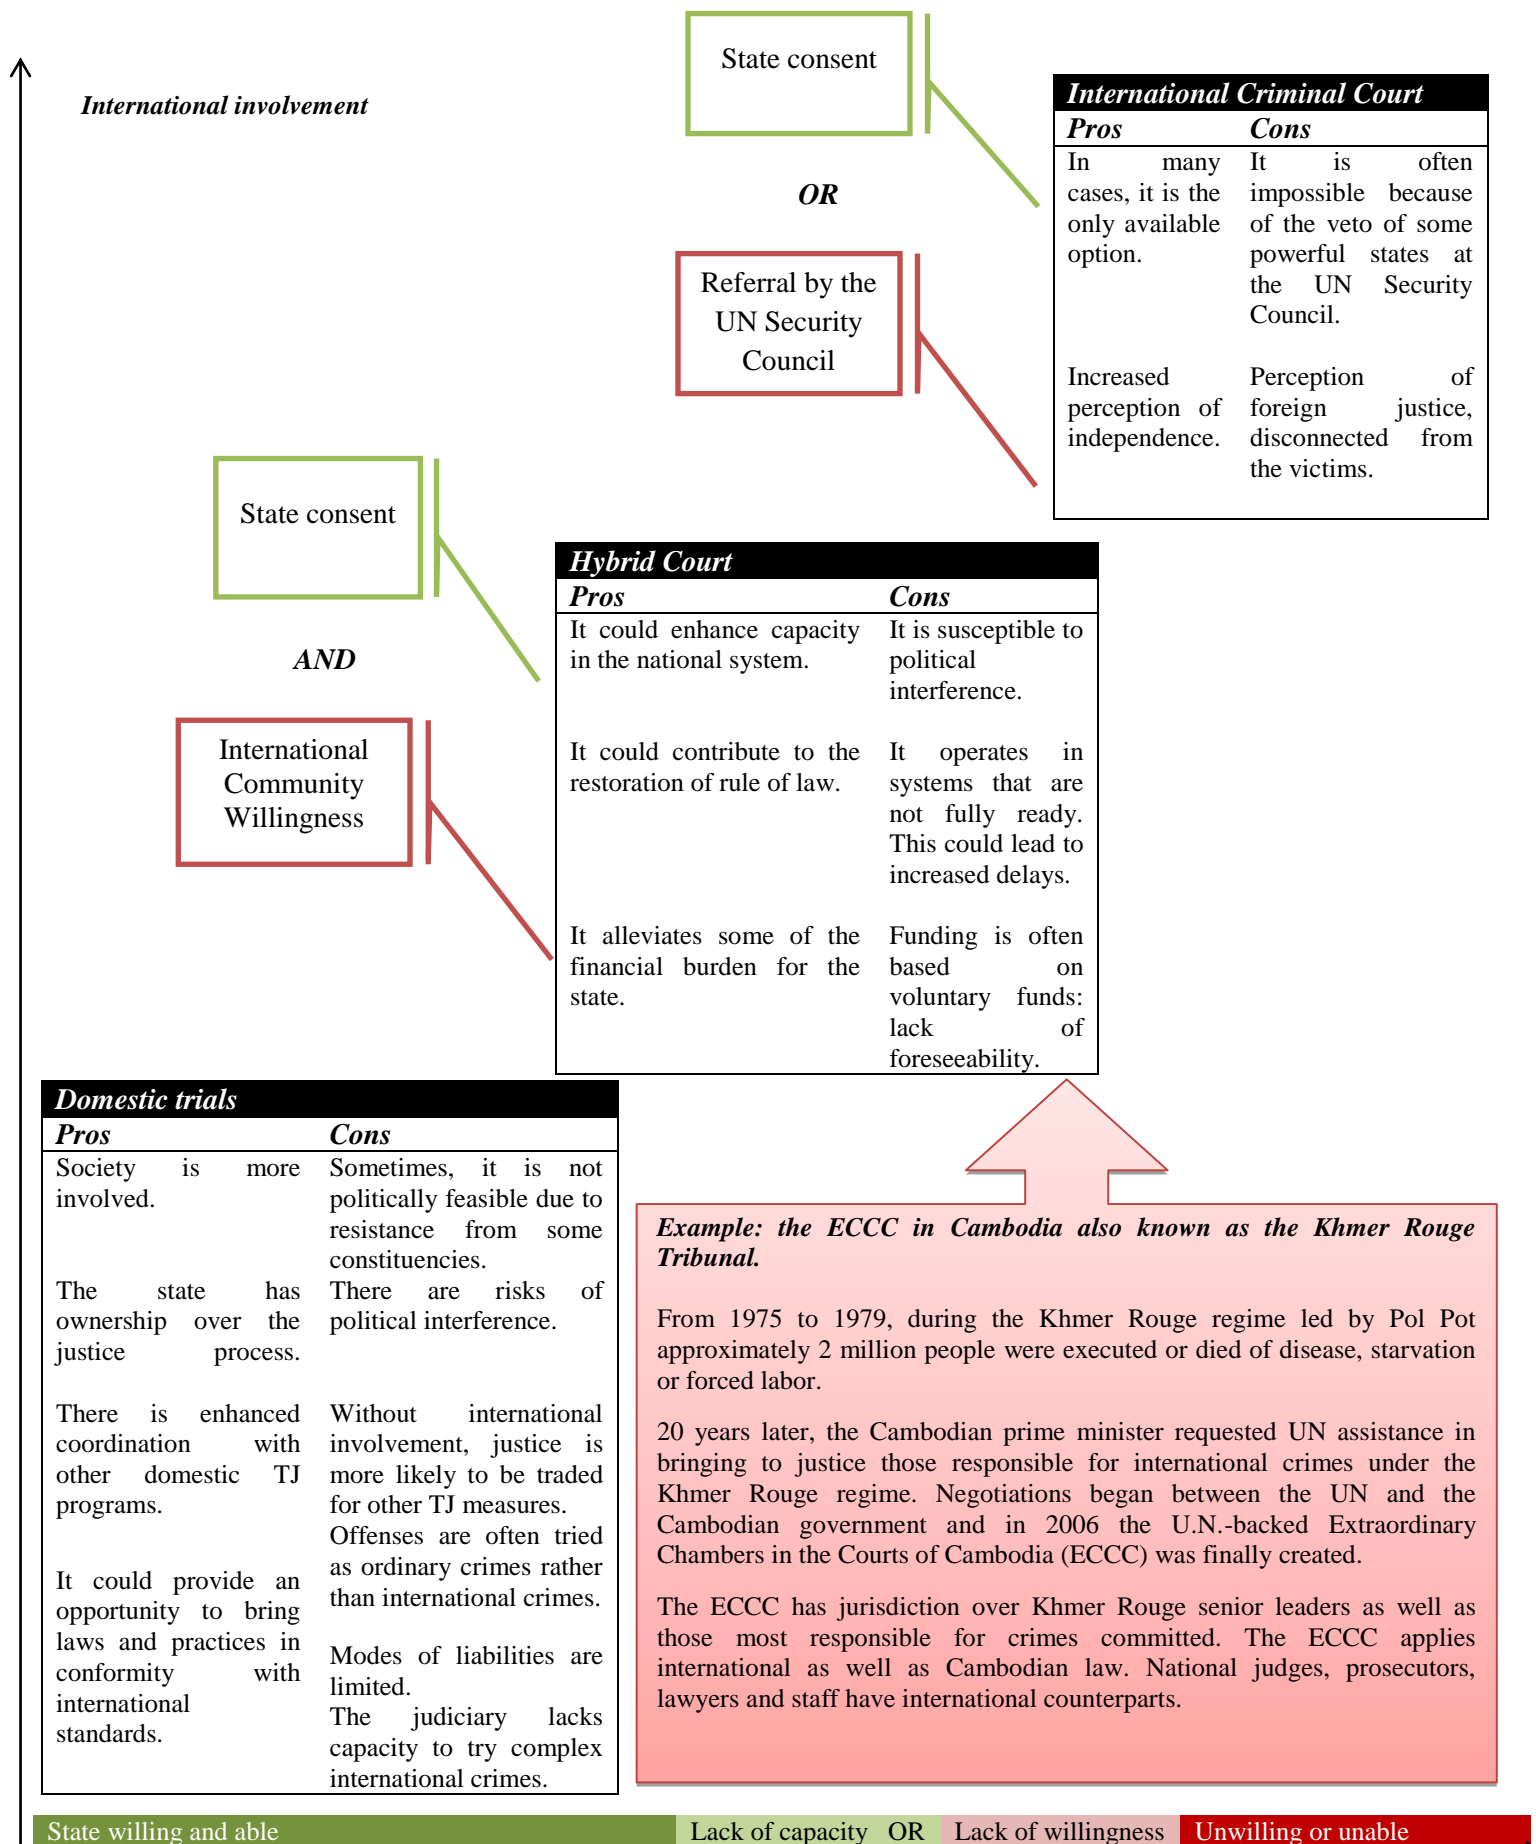 State consent
International involvement
OR
Referral by the
UN Security
Council
International Criminal Court
Pros
Cons
In many
cases, it is the
only available
option.
It is often
impossible because
of the veto of some
powerful states at
the UN Security
Council.
Increased
perception of
independence.
Perception of
foreign justice,
disconnected from
the victims.
State consent
AND
International
Community
Willingness
Hybrid Court
Pros
Cons
It could enhance capacity
in the national system.
It is susceptible to
political
interference.
It could contribute to the
restoration of rule of law.
It operates in
systems that are
not fully ready.
This could lead to
increased delays.
It alleviates some of the
financial burden for the
state.
Funding is often
based on
voluntary funds:
lack of
foreseeability.
Domestic trials
Pros
Cons
Society is more
involved.
Sometimes, it is not
politically feasible due to
resistance from some
constituencies.
The state has
ownership over the
justice process.
There are risks of
political interference.
There is enhanced
coordination with
other domestic TJ
programs.
Without international
involvement, justice is
more likely to be traded
for other TJ measures.
Offenses are often tried
as ordinary crimes rather
than international crimes.
It could provide an
opportunity to bring
laws and practices in
conformity with
international
standards.
Modes of liabilities are
limited.
The judiciary lacks
capacity to try complex
international crimes.
Example: the ECCC in Cambodia also known as the Khmer Rouge
Tribunal.
From 1975 to 1979, during the Khmer Rouge regime led by Pol Pot
approximately 2 million people were executed or died of disease, starvation
or forced labor.
20 years later, the Cambodian prime minister requested UN assistance in
bringing to justice those responsible for international crimes under the
Khmer Rouge regime. Negotiations began between the UN and the
Cambodian government and in 2006 the U.N.-backed Extraordinary
Chambers in the Courts of Cambodia (ECCC) was finally created.
The ECCC has jurisdiction over Khmer Rouge senior leaders as well as
those most responsible for crimes committed. The ECCC applies
international as well as Cambodian law. National judges, prosecutors,
lawyers and staff have international counterparts.
State willing and able
Lack of capacity OR Lack of willingness
Unwilling or unable